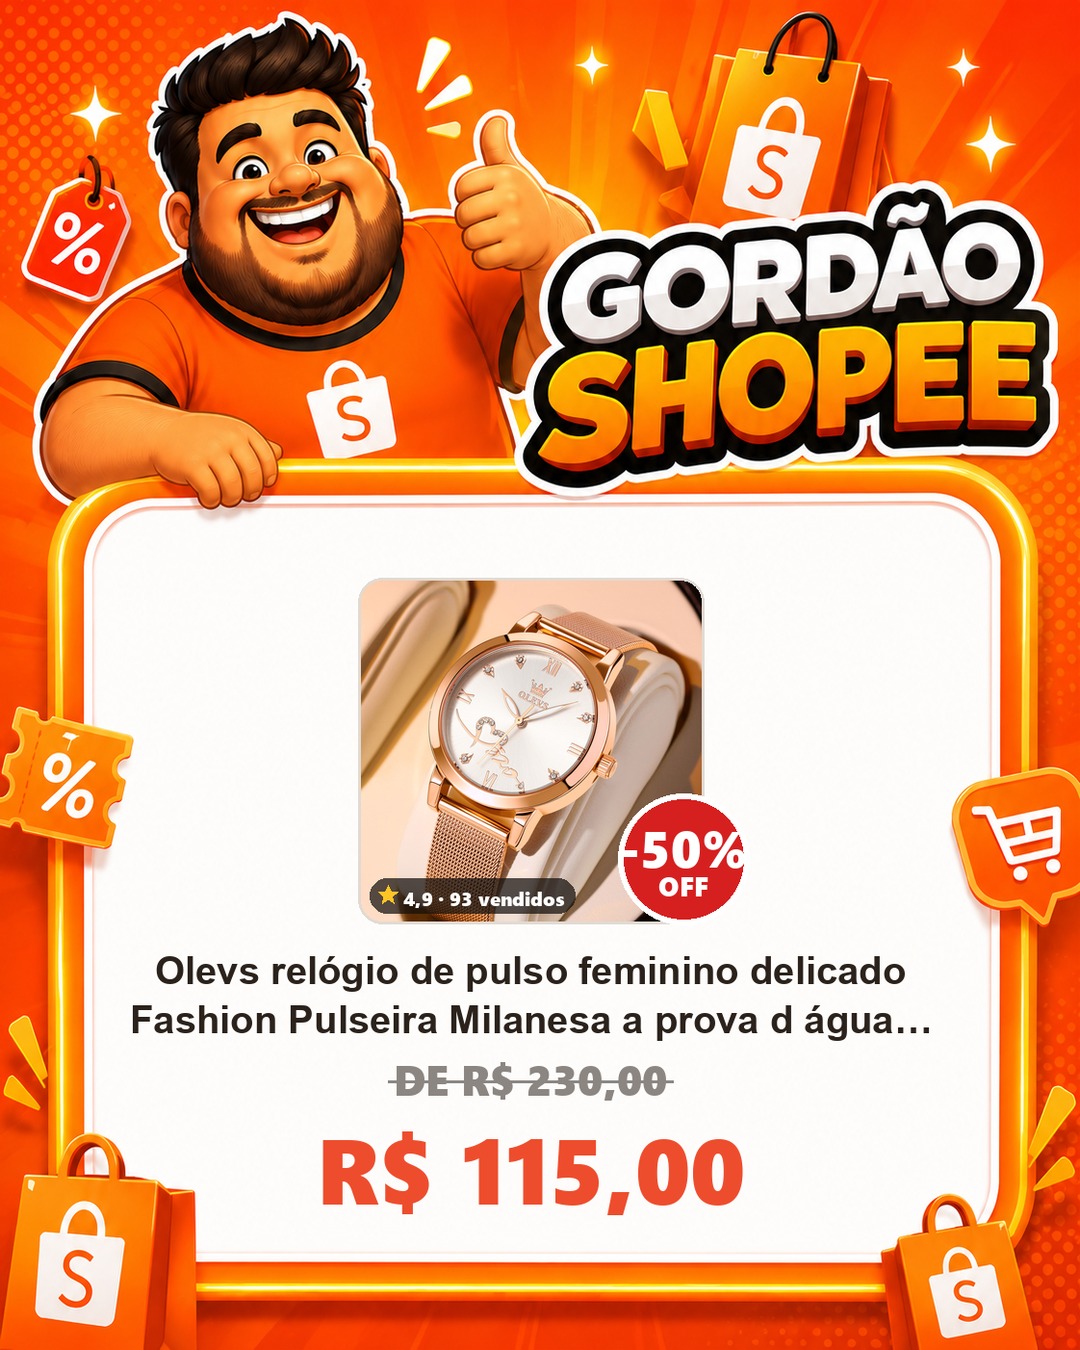 %
S
GORDÃO
SHOPEE
S
OLEVS
%
-50%
OFF
4,9 · 93 vendidos
Olevs relógio de pulso feminino delicado
Fashion Pulseira Milanesa a prova d água...
DE R$ 230,00
R$ 115,00
S
S